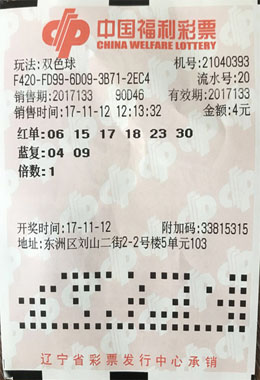 中国福利彩票
CHINA WELFARE LOTTERY
玩法:双色球 机号:21040393
F420-FD99-6D09-3B71-2EC4 流水号:20
销售期:2017133 90D46 有效期:2017133
销售时间:17-11-12 12:13:32 金额:4元
红单:06 15 17 18 23 30
蓝复:04 09
倍数:1
开奖时间:17-11-12 附加码:33815315
地址:东洲区刘山二街2-2号楼5单元103
辽宁省彩票发行中心承销